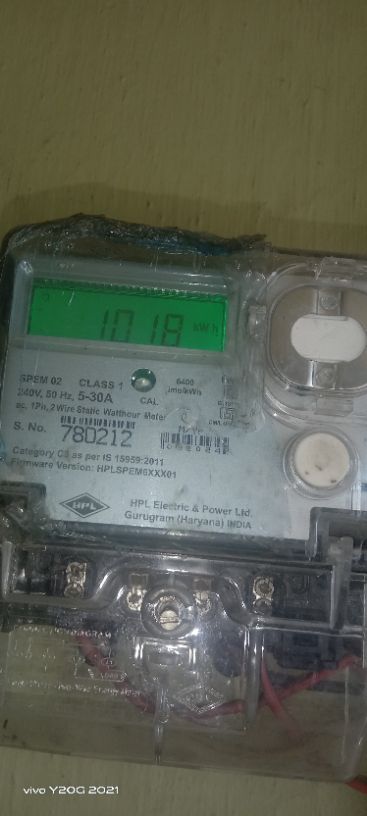 1018 kWh
SPEM 02 CLASS 1
240V, 50 Hz, 5-30A CAL
6400 imp/kWh
ac, 1Ph, 2 Wire Static Watthour Meter
S. No. 780212
Category C3 as per IS 15959:2011
Firmware Version: HPLSPEM6XXX01
HPL
HPL Electric & Power Ltd.
Gurugram (Haryana) INDIA
vivo Y20G 2021